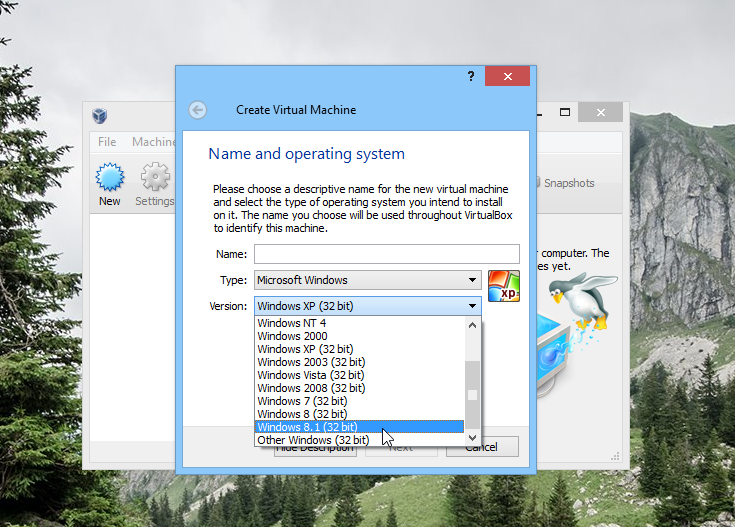 ?
Create Virtual Machine
File Machine
New
Settings
Snapshots
Name and operating system
Please choose a descriptive name for the new virtual machine
and select the type of operating system you intend to install
on it. The name you choose will be used throughout VirtualBox
to identify this machine.
computer. The
es yet.
Name:
Type: Microsoft Windows
xp
Version: Windows XP (32 bit)
Windows NT 4
Windows 2000
Windows XP (32 bit)
Windows 2003 (32 bit)
Windows Vista (32 bit)
Windows 2008 (32 bit)
Windows 7 (32 bit)
Windows 8 (32 bit)
Windows 8.1 (32 bit)
Other Windows (32 bit)
Hide Description
Next
Cancel